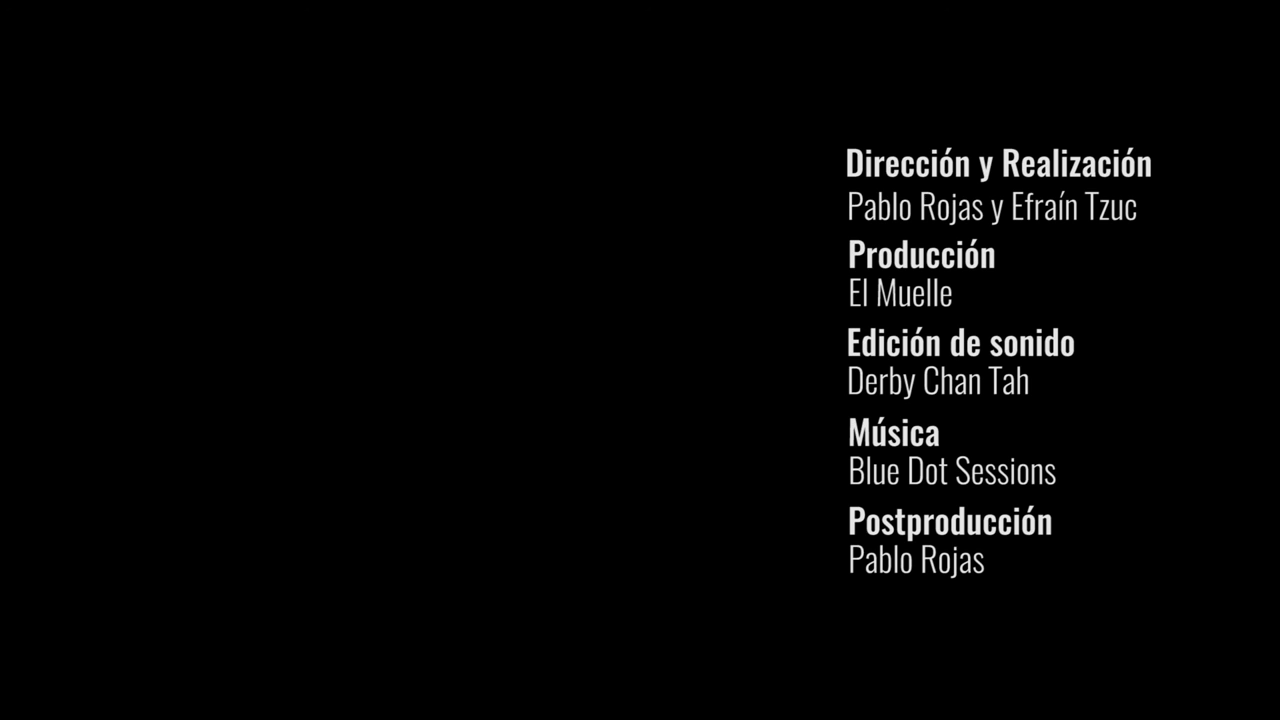 Dirección y Realización
Pablo Rojas y Efraín Tzuc
Producción
El Muelle
Edición de sonido
Derby Chan Tah
Música
Blue Dot Sessions
Postproducción
Pablo Rojas